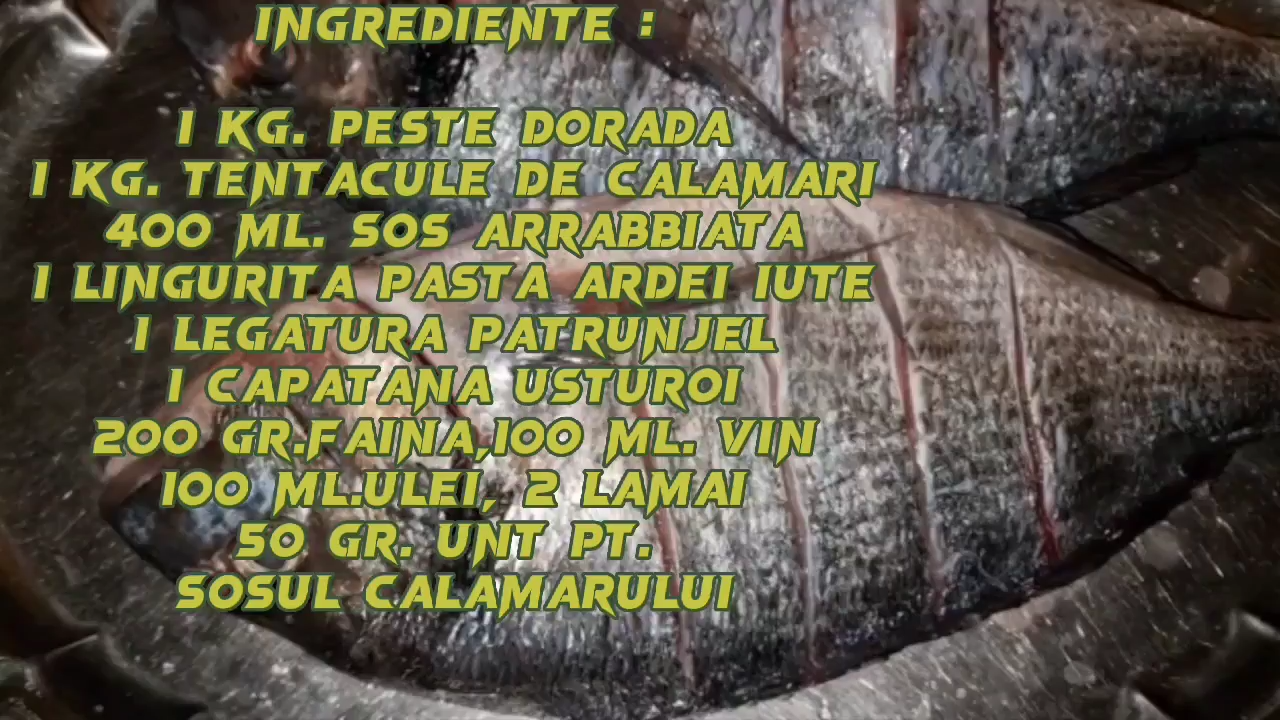 INGREDIENTE :
1 KG. PESTE DORADA
1 KG. TENTACULE DE CALAMARI
400 ML. SOS ARRABBIATA
1 LINGURITA PASTA ARDEI IUTE
1 LEGATURA PATRUNJEL
1 CAPATANA USTUROI
200 GR.FAINA,100 ML. VIN
100 ML.ULEI, 2 LAMAI
50 GR. UNT PT.
SOSUL CALAMARULUI